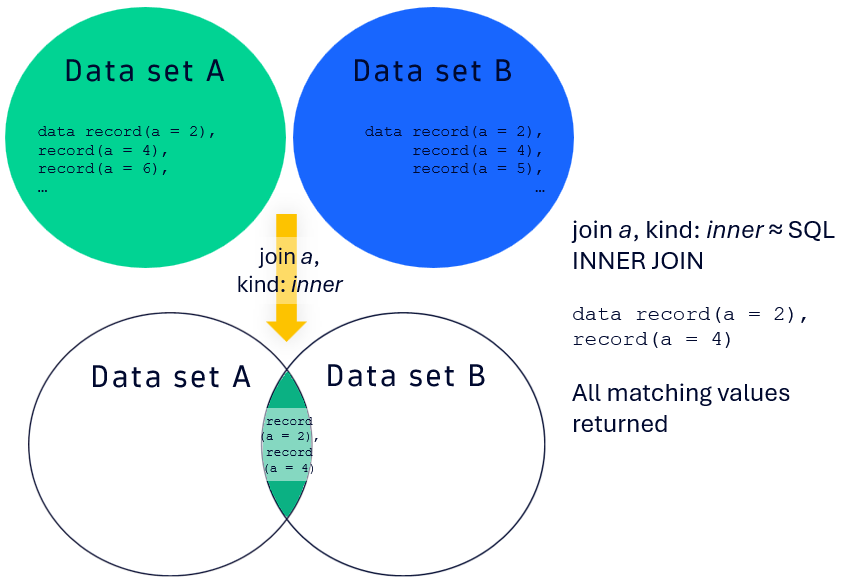 Data set A
data record(a = 2),
record(a = 4),
record(a = 6),
…
Data set B
data record(a = 2),
record(a = 4),
record(a = 5),
…
join a,
kind: inner
Data set A
Data set B
record
(a = 2),
record
(a = 4)
join a, kind: inner ≈ SQL
INNER JOIN
data record(a = 2),
record(a = 4)
All matching values
returned